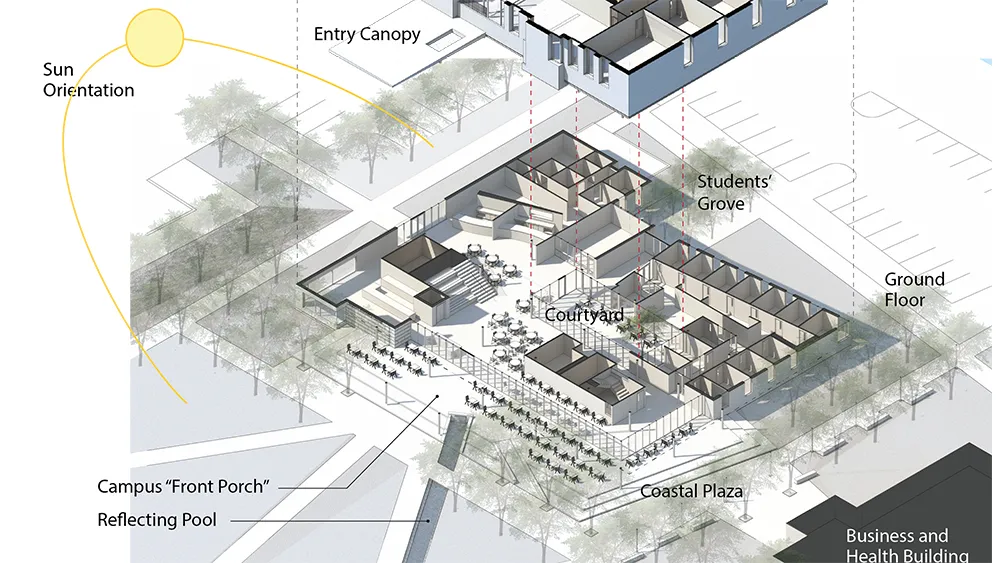 Entry Canopy
Sun
Orientation
Students’
Grove
Ground
Floor
Courtyard
Campus “Front Porch”
Coastal Plaza
Reflecting Pool
Business and
Health Building